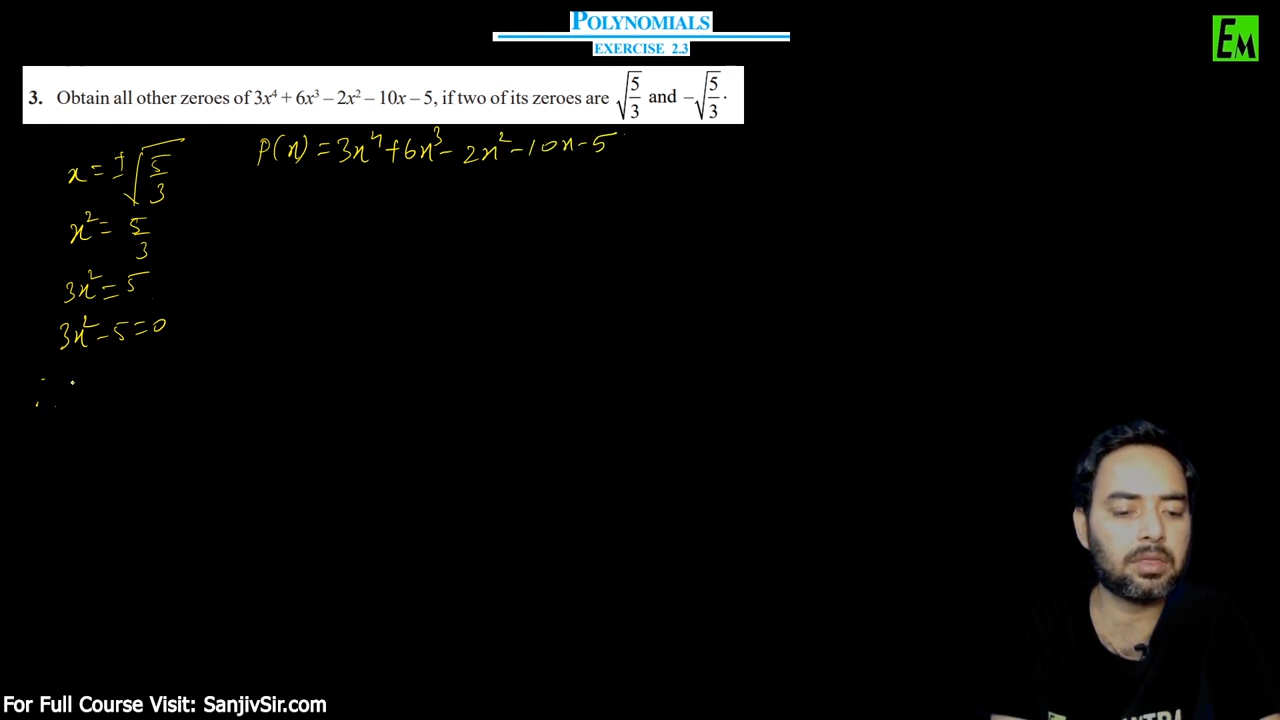 POLYNOMIALS
EXERCISE 2.3
EM
3. Obtain all other zeroes of 3x⁴ + 6x³ – 2x² – 10x – 5, if two of its zeroes are √(5/3) and –√(5/3).
x = ±√(5/3)
P(x) = 3x⁴ + 6x³ – 2x² – 10x – 5
x² = 5/3
3x² = 5
3x² – 5 = 0
∴
For Full Course Visit: SanjivSir.com